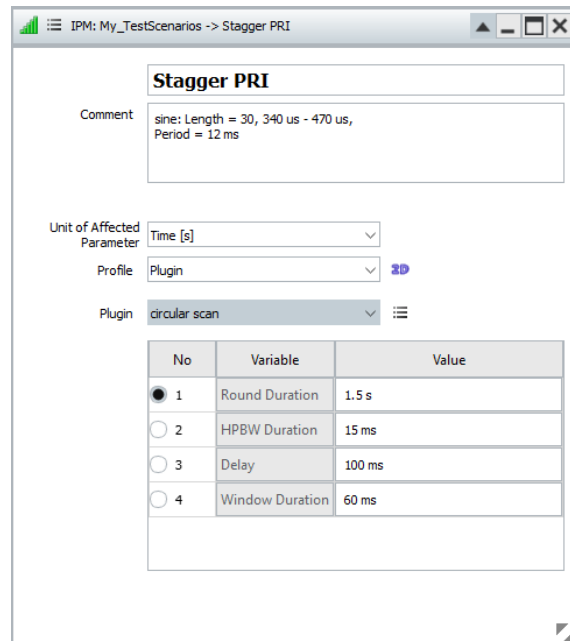 IPM: My_TestScenarios -> Stagger PRI
Stagger PRI
Comment
sine: Length = 30, 340 us - 470 us,
Period = 12 ms
Unit of Affected
Parameter
Time [s]
Profile
Plugin
2D
Plugin
circular scan
No Variable Value
1 Round Duration 1.5 s
2 HPBW Duration 15 ms
3 Delay 100 ms
4 Window Duration 60 ms